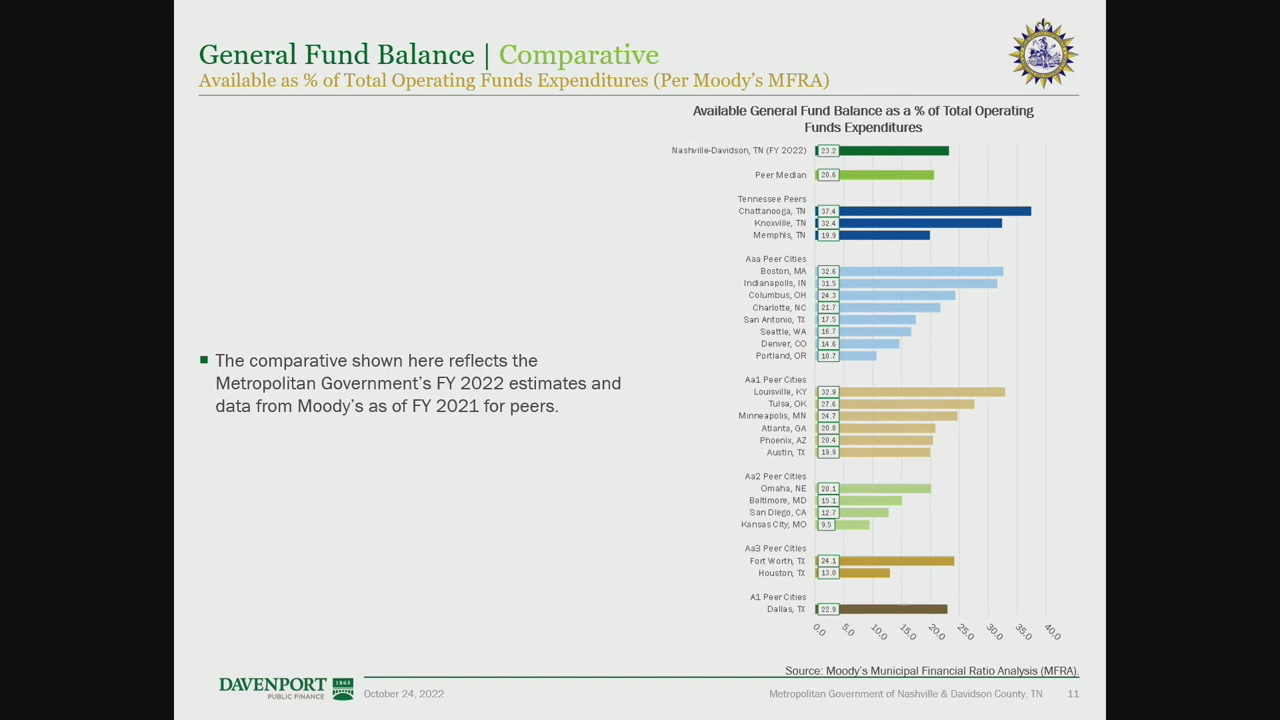 General Fund Balance | Comparative
Available as % of Total Operating Funds Expenditures (Per Moody's MFRA)
The comparative shown here reflects the
Metropolitan Government's FY 2022 estimates and
data from Moody's as of FY 2021 for peers.
Available General Fund Balance as a % of Total Operating
Funds Expenditures
Nashville-Davidson, TN (FY 2022) 23.2
Peer Median 20.6
Tennessee Peers
Chattanooga, TN 37.4
Knoxville, TN 32.4
Memphis, TN 19.9
Aaa Peer Cities
Boston, MA 32.6
Indianapolis, IN 31.5
Columbus, OH 24.3
Charlotte, NC 21.7
San Antonio, TX 17.5
Seattle, WA 16.7
Denver, CO 14.6
Portland, OR 10.7
Aa1 Peer Cities
Louisville, KY 32.9
Tulsa, OK 27.6
Minneapolis, MN 24.7
Atlanta, GA 20.8
Phoenix, AZ 20.4
Austin, TX 19.9
Aa2 Peer Cities
Omaha, NE 20.1
Baltimore, MD 15.1
San Diego, CA 12.7
Kansas City, MO 9.5
Aa3 Peer Cities
Fort Worth, TX 24.1
Houston, TX 13.0
A1 Peer Cities
Dallas, TX 22.9
0.0 5.0 10.0 15.0 20.0 25.0 30.0 35.0 40.0
Source: Moody's Municipal Financial Ratio Analysis (MFRA).
DAVENPORT 1863
PUBLIC FINANCE
October 24, 2022
Metropolitan Government of Nashville & Davidson County, TN 11